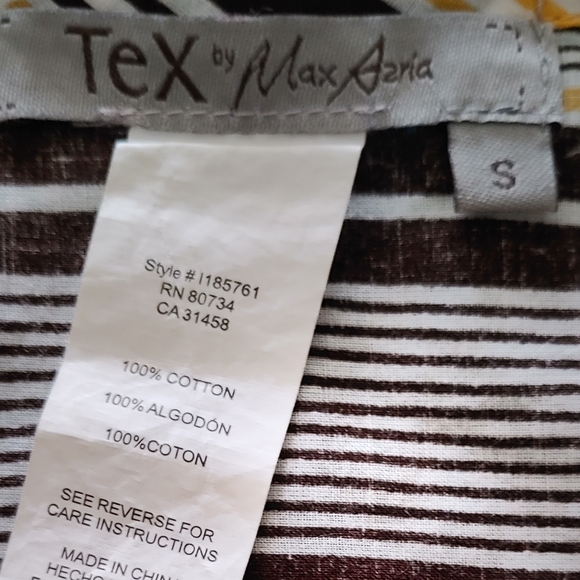 TeX by Max Azria
S
Style # I185761
RN 80734
CA 31458
100% COTTON
100% ALGODÓN
100%COTON
SEE REVERSE FOR
CARE INSTRUCTIONS
MADE IN CHINA